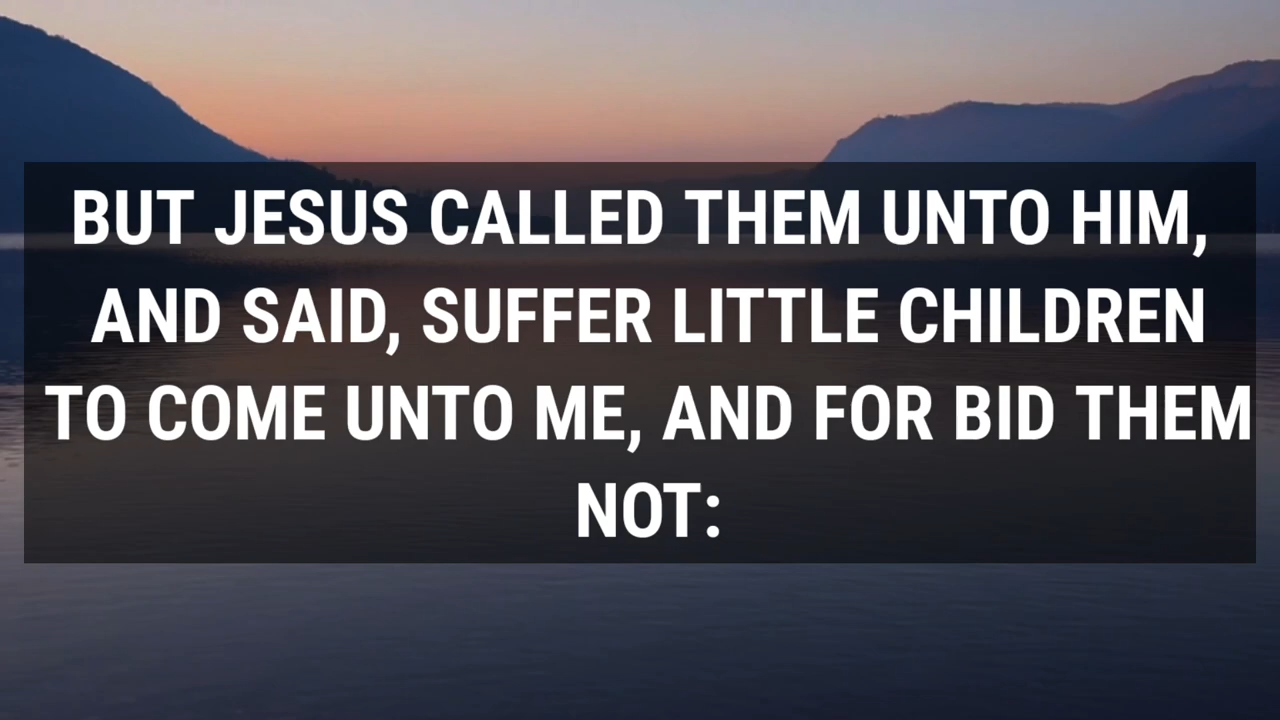 BUT JESUS CALLED THEM UNTO HIM,
AND SAID, SUFFER LITTLE CHILDREN
TO COME UNTO ME, AND FOR BID THEM
NOT: